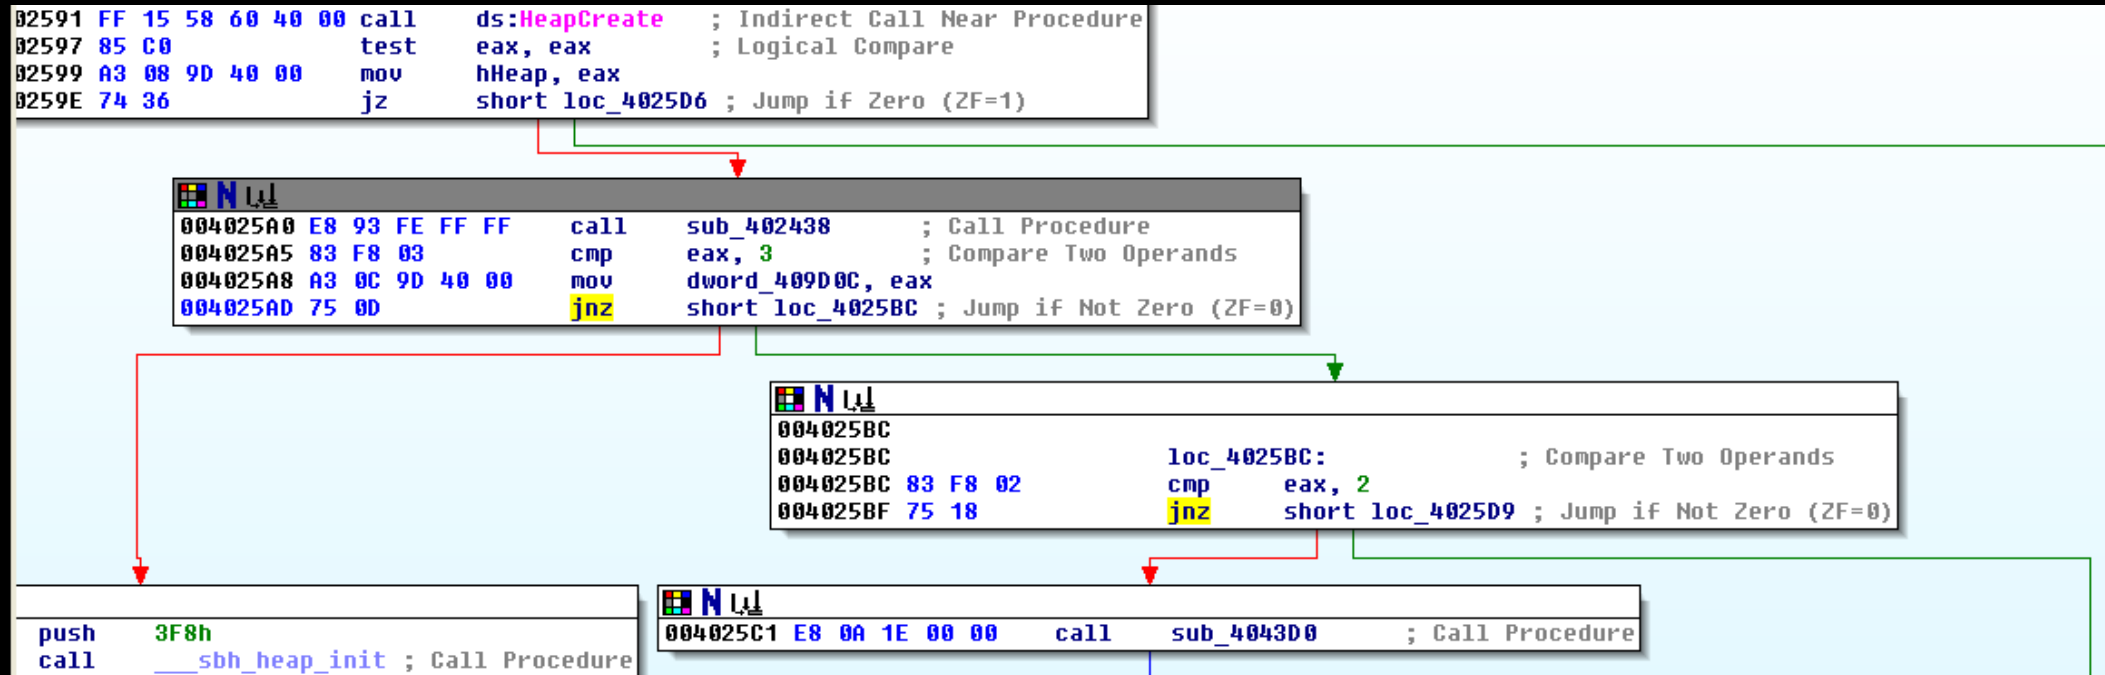 02591 FF 15 58 60 40 00 call ds:HeapCreate ; Indirect Call Near Procedure
02597 85 C0 test eax, eax ; Logical Compare
02599 A3 08 9D 40 00 mov hHeap, eax
0259E 74 36 jz short loc_4025D6 ; Jump if Zero (ZF=1)
004025A0 E8 93 FE FF FF call sub_402438 ; Call Procedure
004025A5 83 F8 03 cmp eax, 3 ; Compare Two Operands
004025A8 A3 0C 9D 40 00 mov dword_409D0C, eax
004025AD 75 0D jnz short loc_4025BC ; Jump if Not Zero (ZF=0)
004025BC
004025BC loc_4025BC: ; Compare Two Operands
004025BC 83 F8 02 cmp eax, 2
004025BF 75 18 jnz short loc_4025D9 ; Jump if Not Zero (ZF=0)
push 3F8h
call ___sbh_heap_init ; Call Procedure
004025C1 E8 0A 1E 00 00 call sub_4043D0 ; Call Procedure